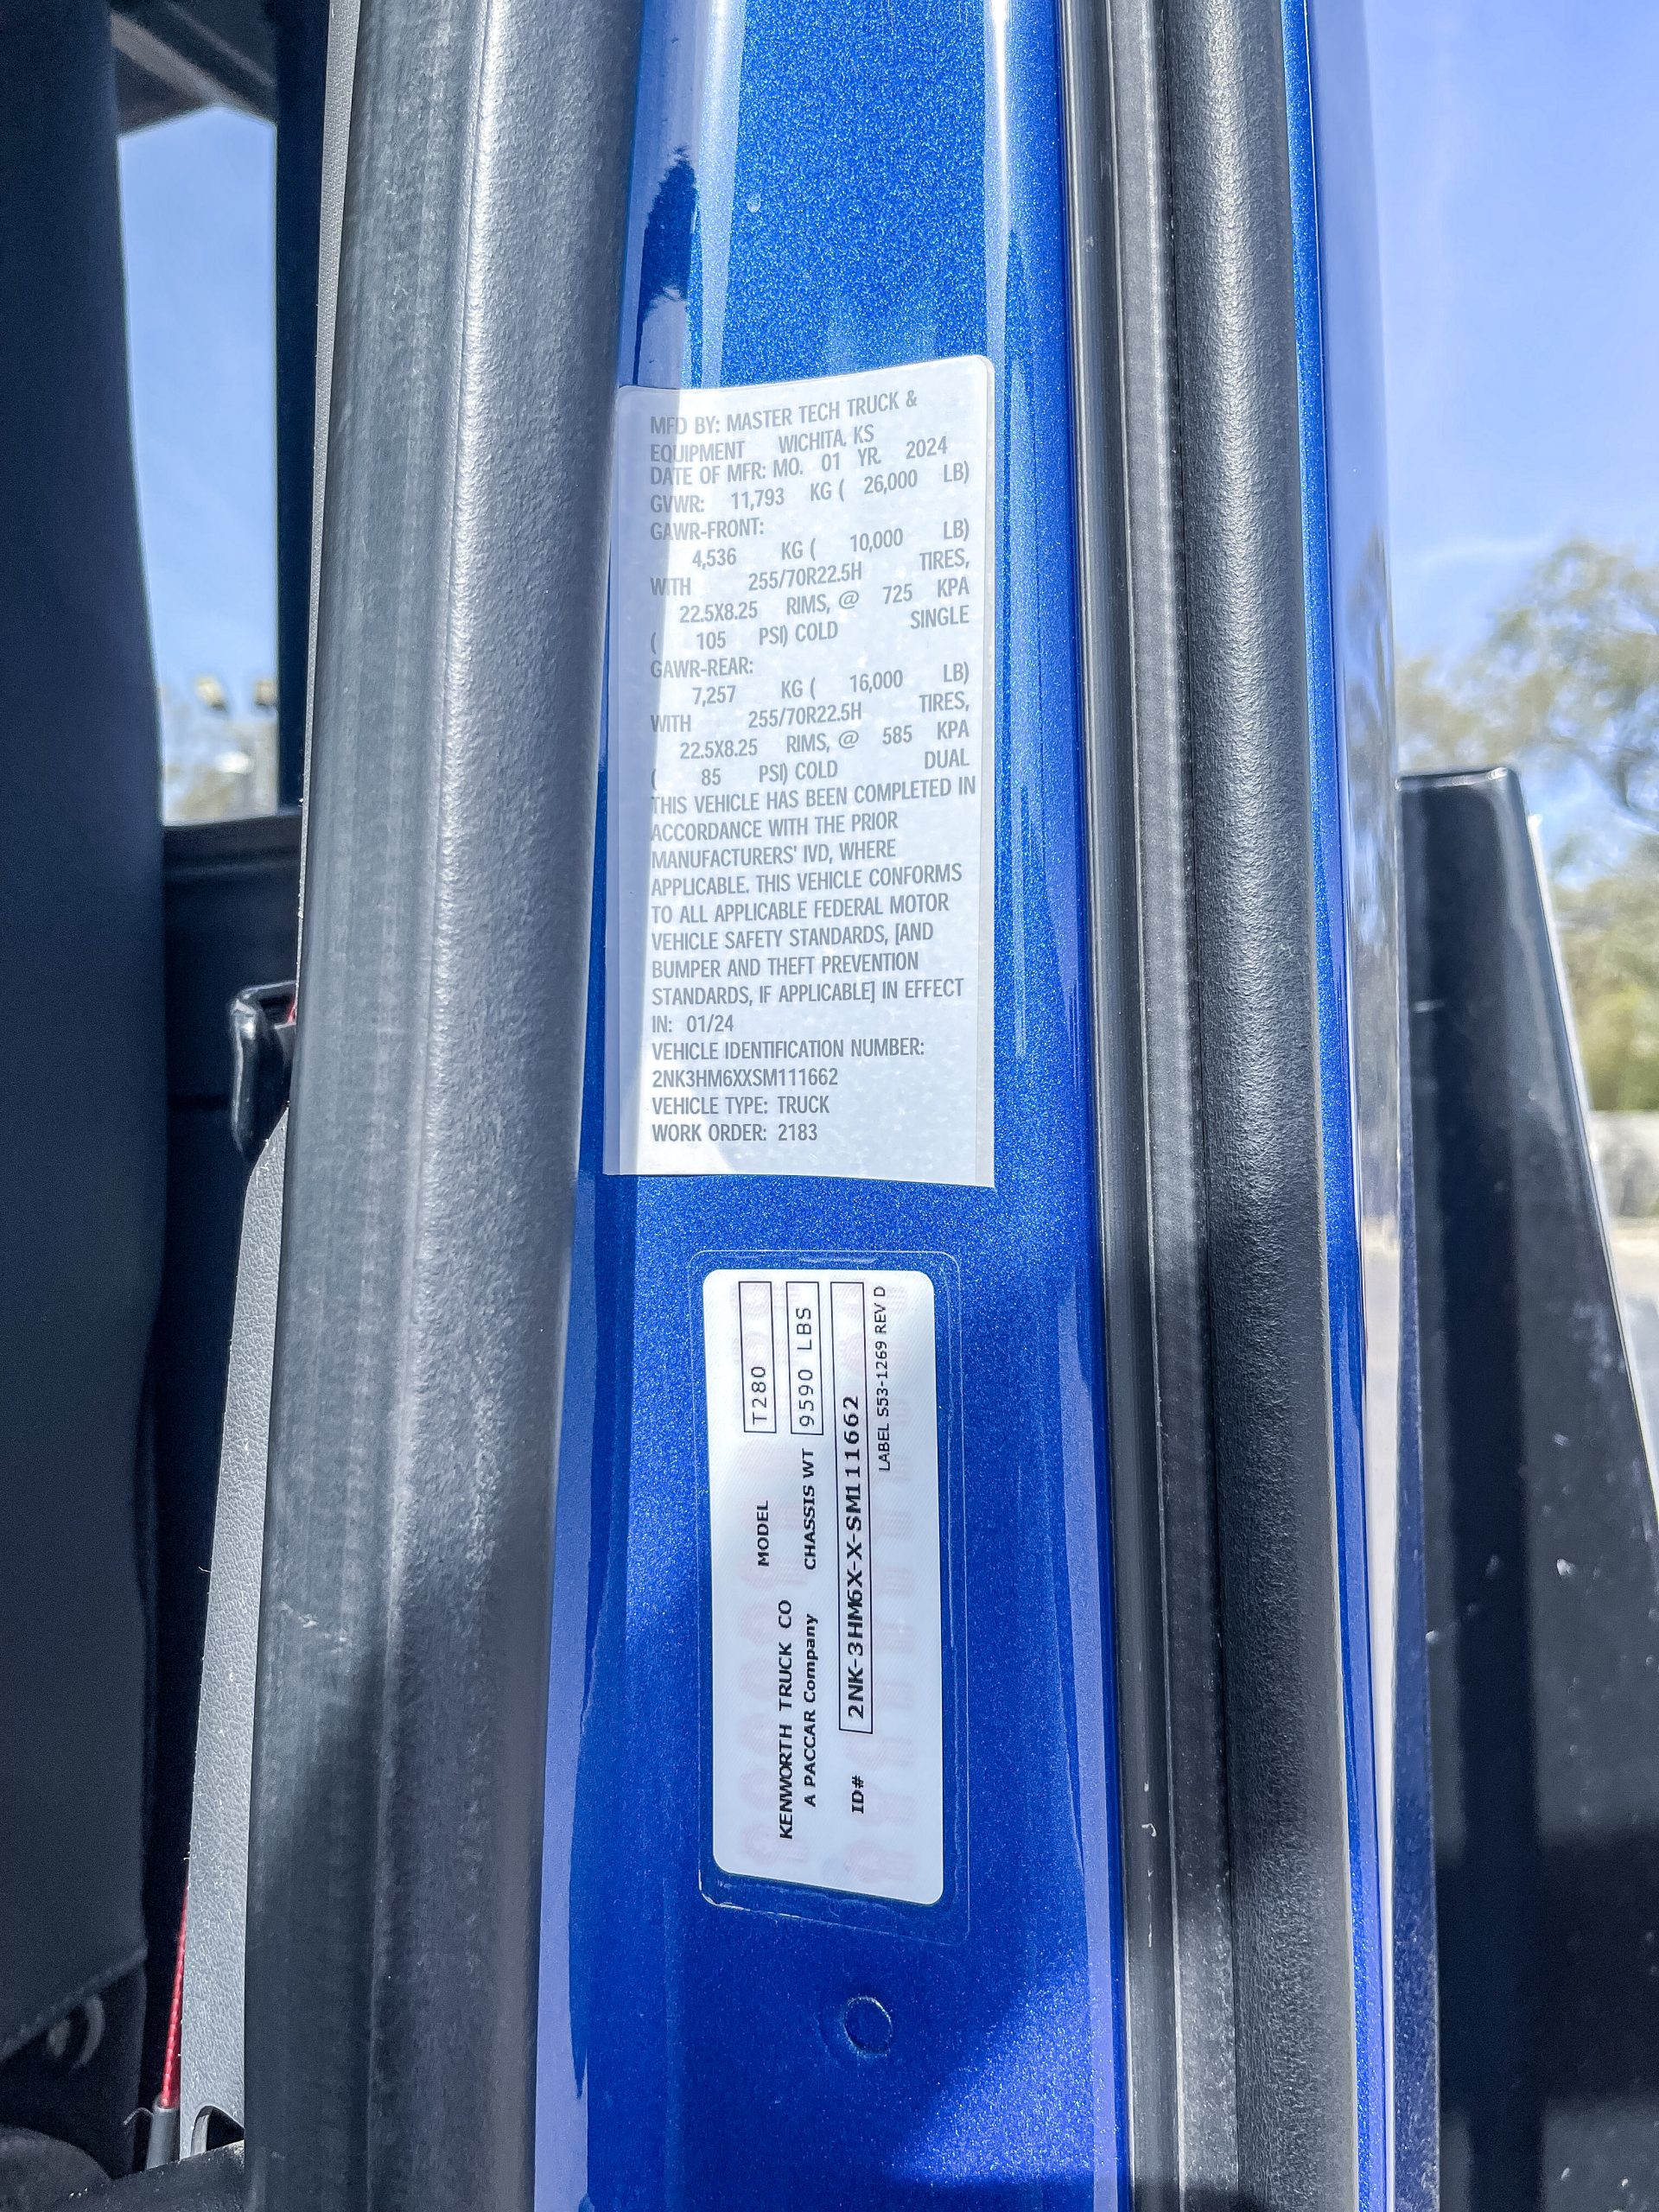 MFD BY: MASTER TECH TRUCK &
EQUIPMENT WICHITA, KS
DATE OF MFR: MO. 01 YR. 2024
GVWR: 11,793 KG ( 26,000 LB)
GAWR-FRONT:
4,536 KG ( 10,000 LB)
WITH 255/70R22.5H TIRES,
22.5X8.25 RIMS, @ 725 KPA
( 105 PSI) COLD SINGLE
GAWR-REAR:
7,257 KG ( 16,000 LB)
WITH 255/70R22.5H TIRES,
22.5X8.25 RIMS, @ 585 KPA
( 85 PSI) COLD DUAL
THIS VEHICLE HAS BEEN COMPLETED IN
ACCORDANCE WITH THE PRIOR
MANUFACTURERS' IVD, WHERE
APPLICABLE. THIS VEHICLE CONFORMS
TO ALL APPLICABLE FEDERAL MOTOR
VEHICLE SAFETY STANDARDS, [AND
BUMPER AND THEFT PREVENTION
STANDARDS, IF APPLICABLE] IN EFFECT
IN: 01/24
VEHICLE IDENTIFICATION NUMBER:
2NK3HM6XXSM111662
VEHICLE TYPE: TRUCK
WORK ORDER: 2183
MODEL T280
KENWORTH TRUCK CO
A PACCAR Company CHASSIS WT 9590 LBS
ID# 2NK-3HM6X-X-SM111662
LABEL S53-1269 REV D